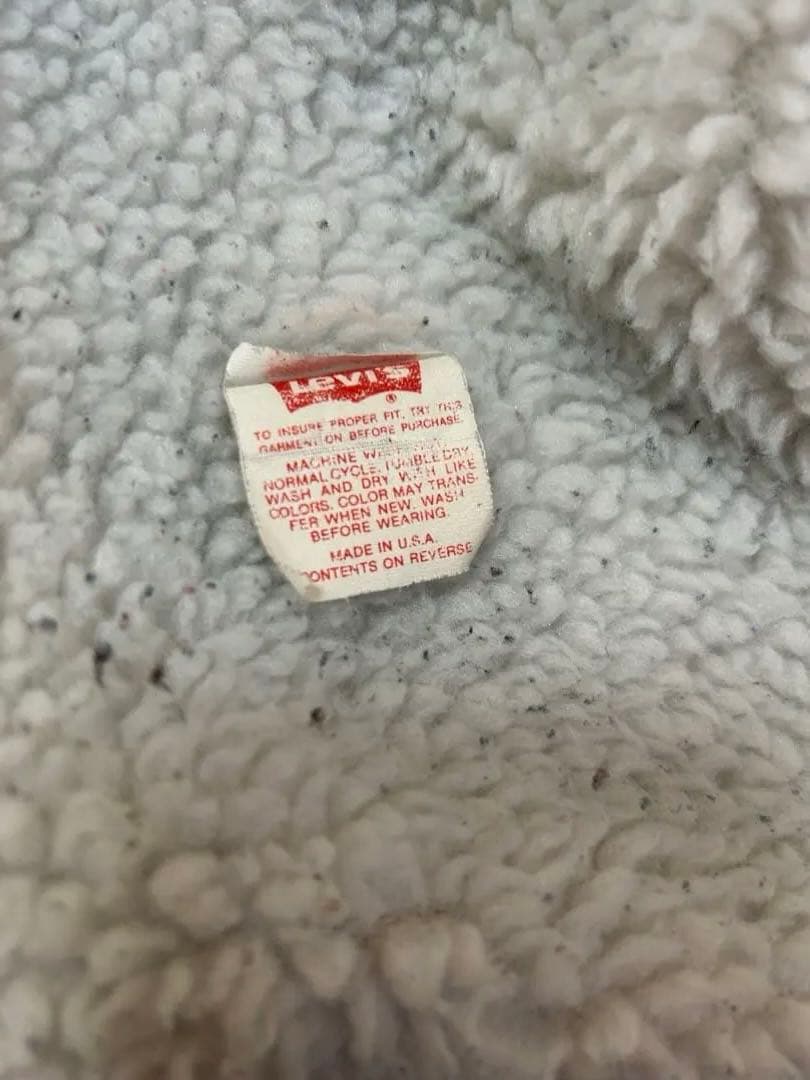 LEVI'S
®
TO INSURE PROPER FIT, TRY THIS
GARMENT ON BEFORE PURCHASE.
MACHINE WASH HOT,
NORMAL CYCLE. TUMBLE DRY.
WASH AND DRY WITH LIKE
COLORS. COLOR MAY TRANS-
FER WHEN NEW. WASH
BEFORE WEARING.
MADE IN U.S.A.
CONTENTS ON REVERSE